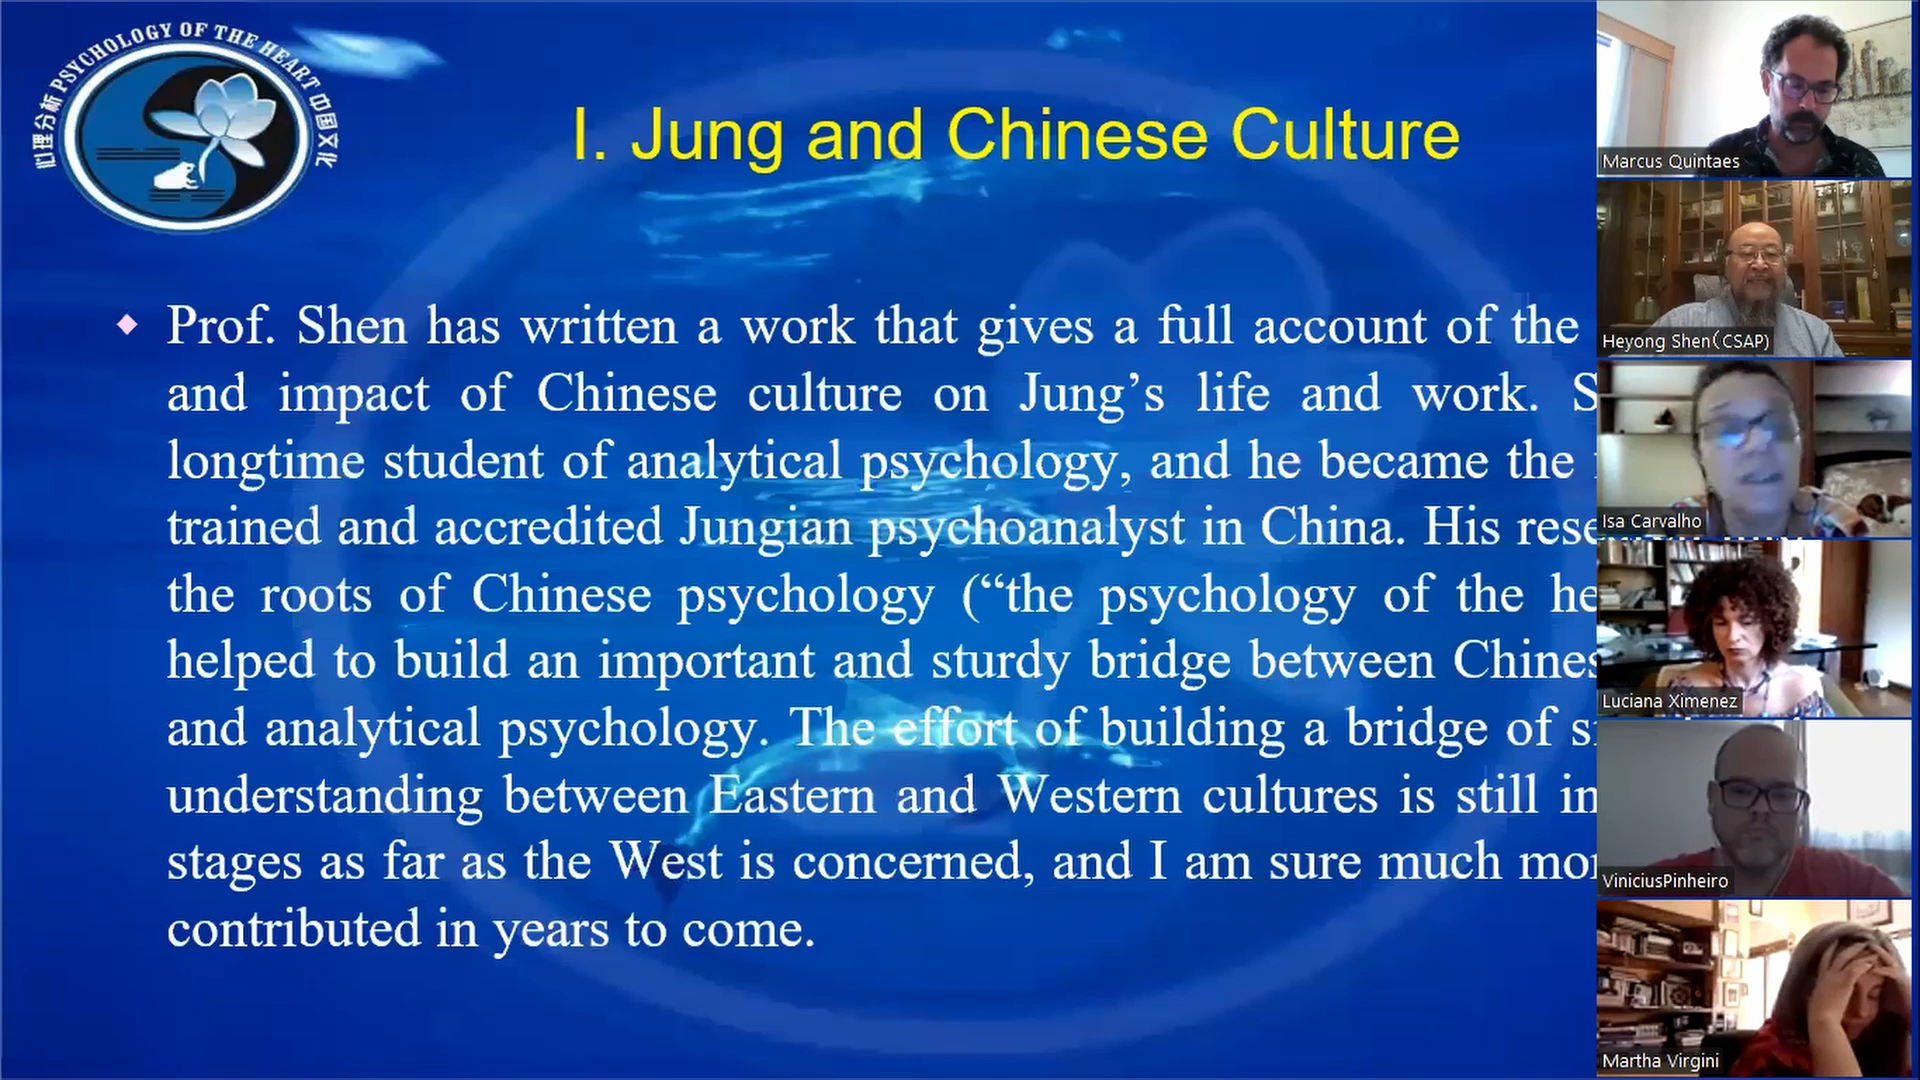 心理分析 PSYCHOLOGY OF THE HEART 中国文化
I. Jung and Chinese Culture
Prof. Shen has written a work that gives a full account of the
and impact of Chinese culture on Jung’s life and work. S
longtime student of analytical psychology, and he became the
trained and accredited Jungian psychoanalyst in China. His rese
the roots of Chinese psychology (“the psychology of the he
helped to build an important and sturdy bridge between Chines
and analytical psychology. The effort of building a bridge of
understanding between Eastern and Western cultures is still in
stages as far as the West is concerned, and I am sure much mor
contributed in years to come.
Marcus Quintaes
Heyong Shen(CSAP)
Isa Carvalho
Luciana Ximenez
ViniciusPinheiro
Martha Virgini